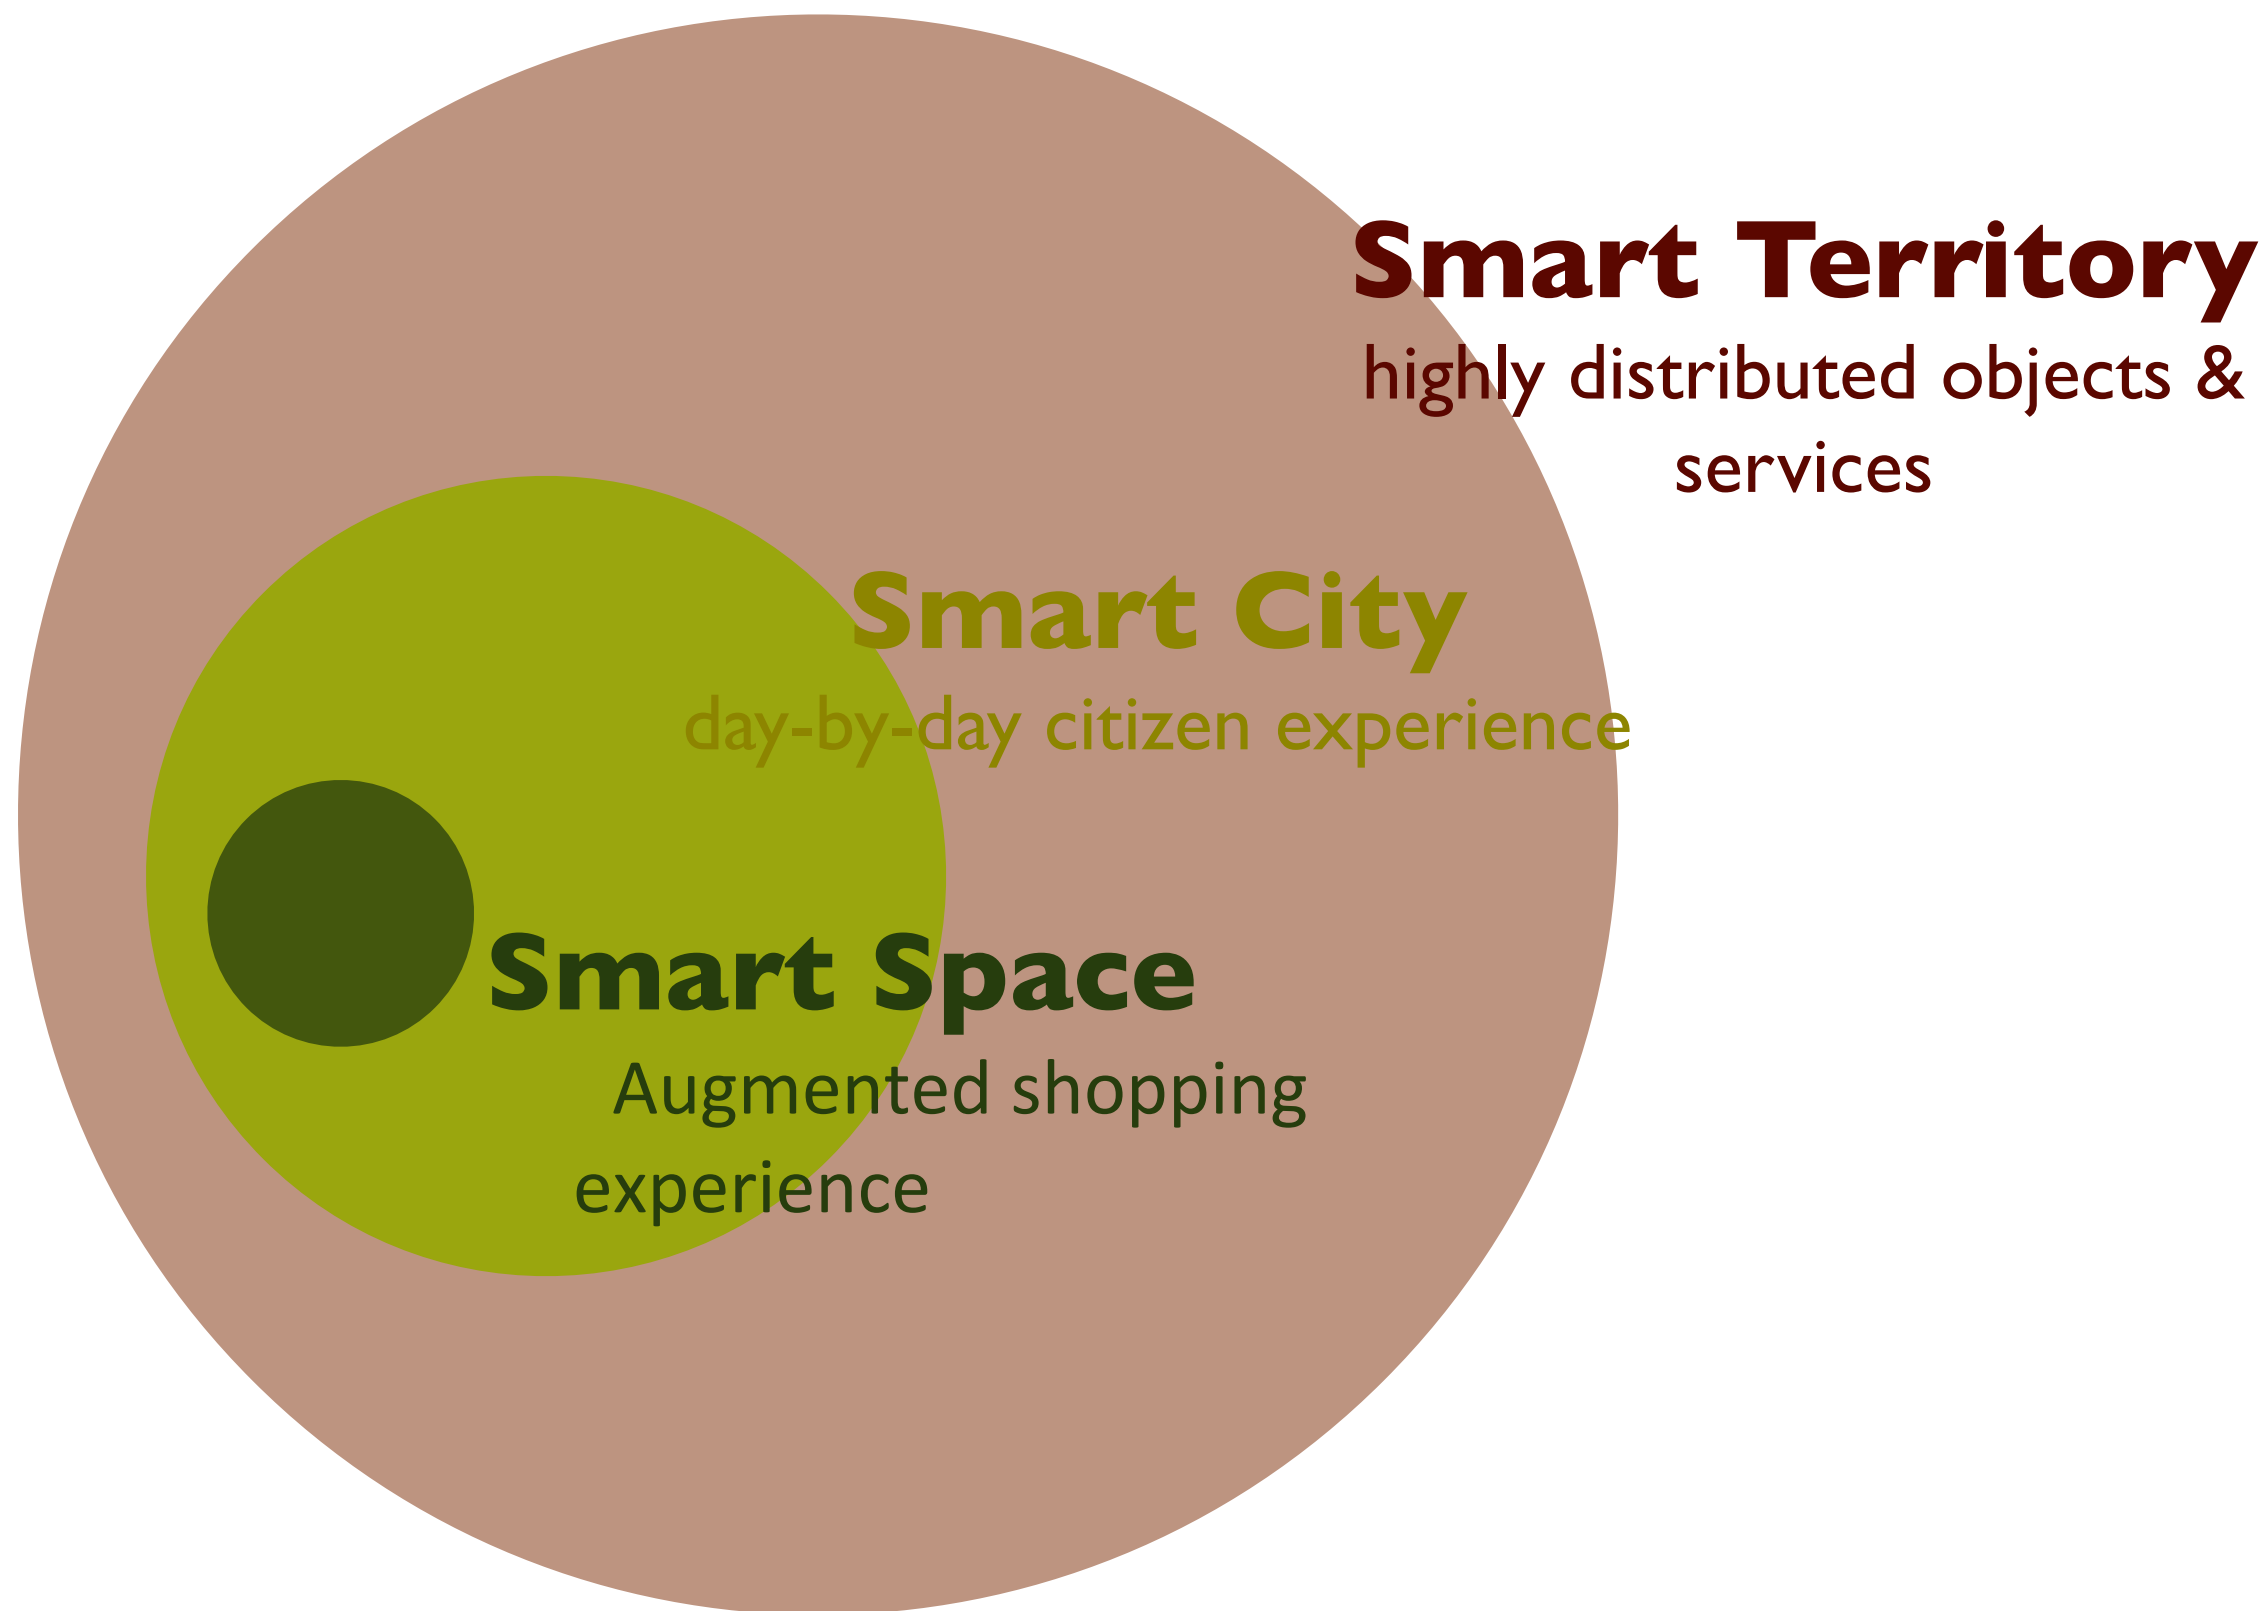 Smart Territory
highly distributed objects &
services
Smart City
day-by-day citizen experience
Smart Space
Augmented shopping
experience